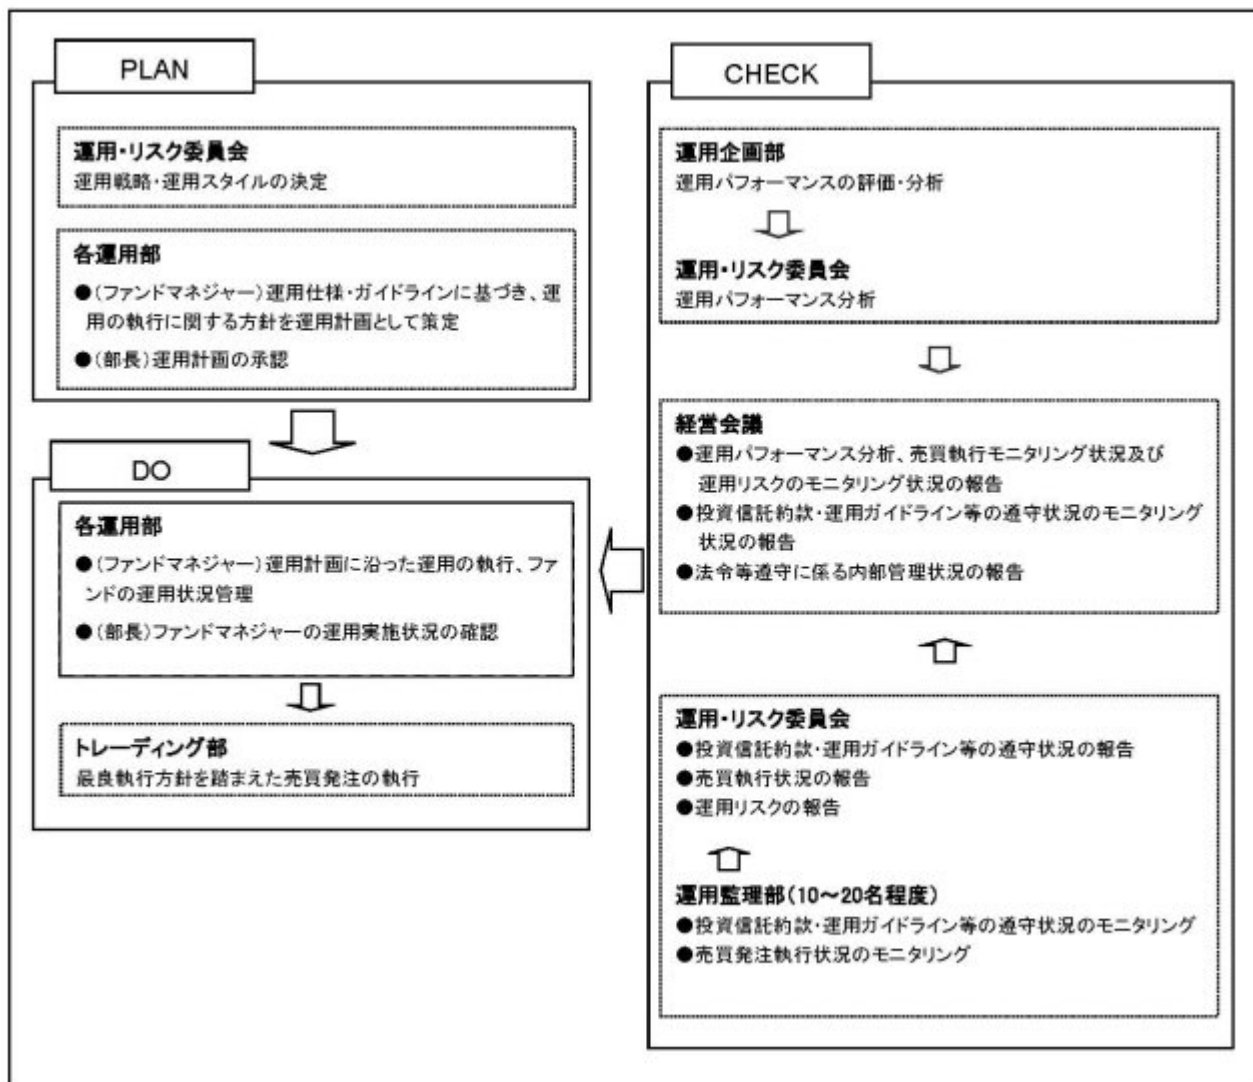 PLAN
運用・リスク委員会
運用戦略・運用スタイルの決定
各運用部
●(ファンドマネジャー)運用仕様・ガイドラインに基づき、運
用の執行に関する方針を運用計画として策定
●(部長)運用計画の承認
DO
各運用部
●(ファンドマネジャー)運用計画に沿った運用の執行、ファ
ンドの運用状況管理
●(部長)ファンドマネジャーの運用実施状況の確認
トレーディング部
最良執行方針を踏まえた売買発注の執行
CHECK
運用企画部
運用パフォーマンスの評価・分析
運用・リスク委員会
運用パフォーマンス分析
経営会議
●運用パフォーマンス分析、売買執行モニタリング状況及び
運用リスクのモニタリング状況の報告
●投資信託約款・運用ガイドライン等の遵守状況のモニタリング
状況の報告
●法令等遵守に係る内部管理状況の報告
運用・リスク委員会
●投資信託約款・運用ガイドライン等の遵守状況の報告
●売買執行状況の報告
●運用リスクの報告
運用監理部(10~20名程度)
●投資信託約款・運用ガイドライン等の遵守状況のモニタリング
●売買発注執行状況のモニタリング